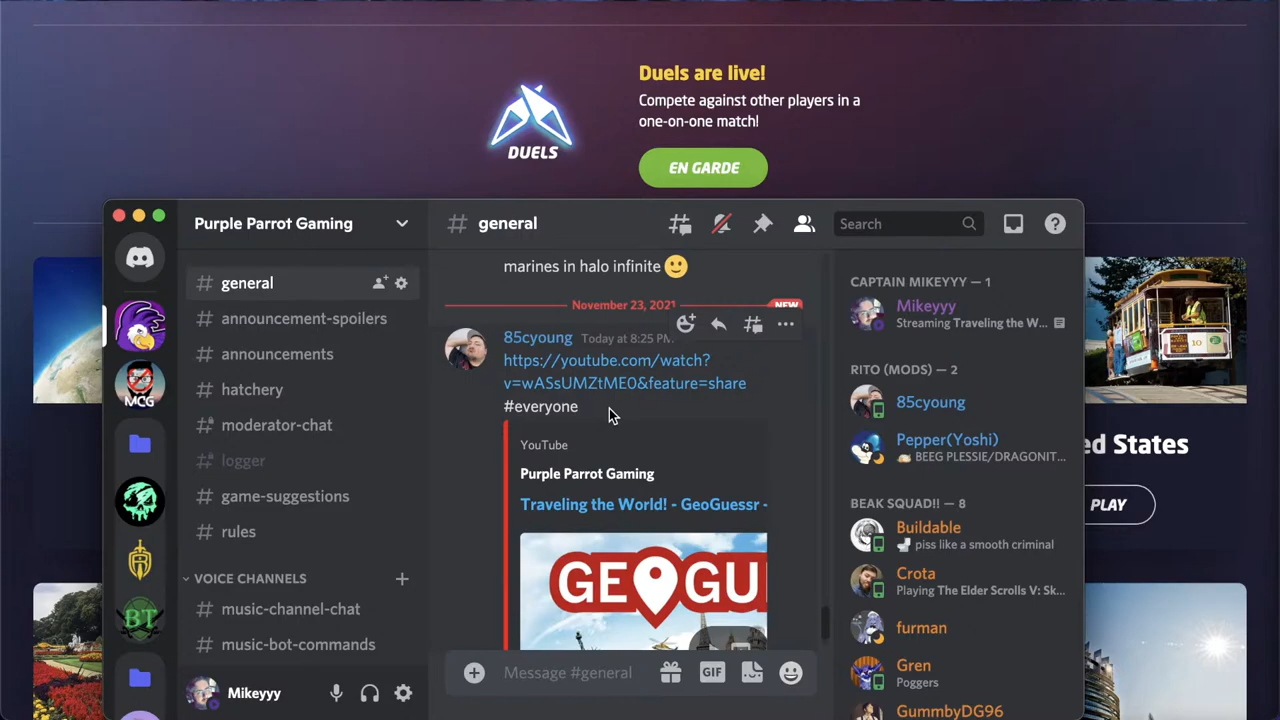 Duels are live!
Compete against other players in a
one-on-one match!
DUELS
EN GARDE
Purple Parrot Gaming
general
announcement-spoilers
announcements
hatchery
moderator-chat
logger
game-suggestions
rules
VOICE CHANNELS
music-channel-chat
music-bot-commands
Mikeyyy
MCG
BT
# general
Search
marines in halo infinite 🙂
November 23, 2021
NEW
85cyoung Today at 8:25 PM
https://youtube.com/watch?
v=wASsUMZtME0&feature=share
#everyone
YouTube
Purple Parrot Gaming
Traveling the World! - GeoGuessr -
GEOGU
Message #general
GIF
CAPTAIN MIKEYYY — 1
Mikeyyy
Streaming Traveling the W...
RITO (MODS) — 2
85cyoung
Pepper(Yoshi)
BEEG PLESSIE/DRAGONIT...
BEAK SQUAD!! — 8
Buildable
piss like a smooth criminal
Crota
Playing The Elder Scrolls V: Sk...
furman
Gren
Poggers
GummbyDG96
10
ed States
PLAY